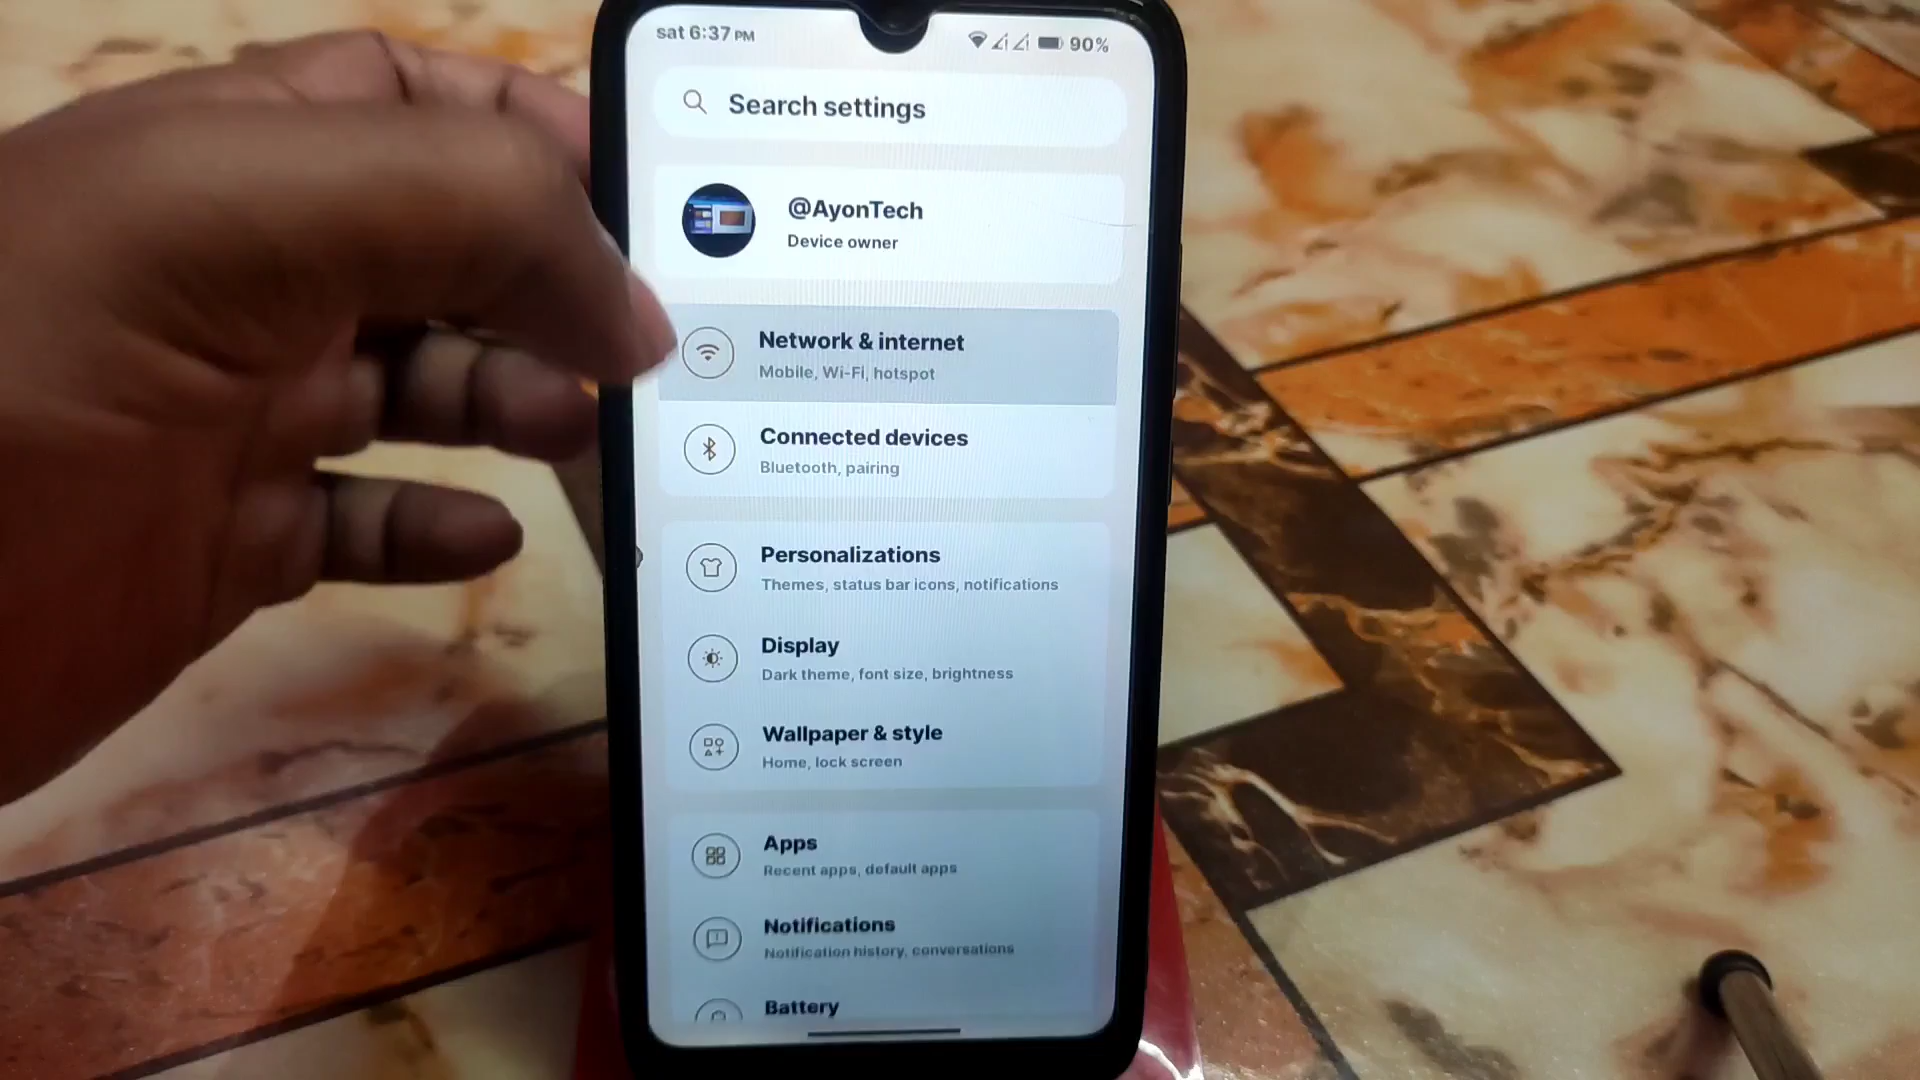 sat 6:37 PM
90%
Search settings
@AyonTech
Device owner
Network & internet
Mobile, Wi-Fi, hotspot
Connected devices
Bluetooth, pairing
Personalizations
Themes, status bar icons, notifications
Display
Dark theme, font size, brightness
Wallpaper & style
Home, lock screen
Apps
Recent apps, default apps
Notifications
Notification history, conversations
Battery